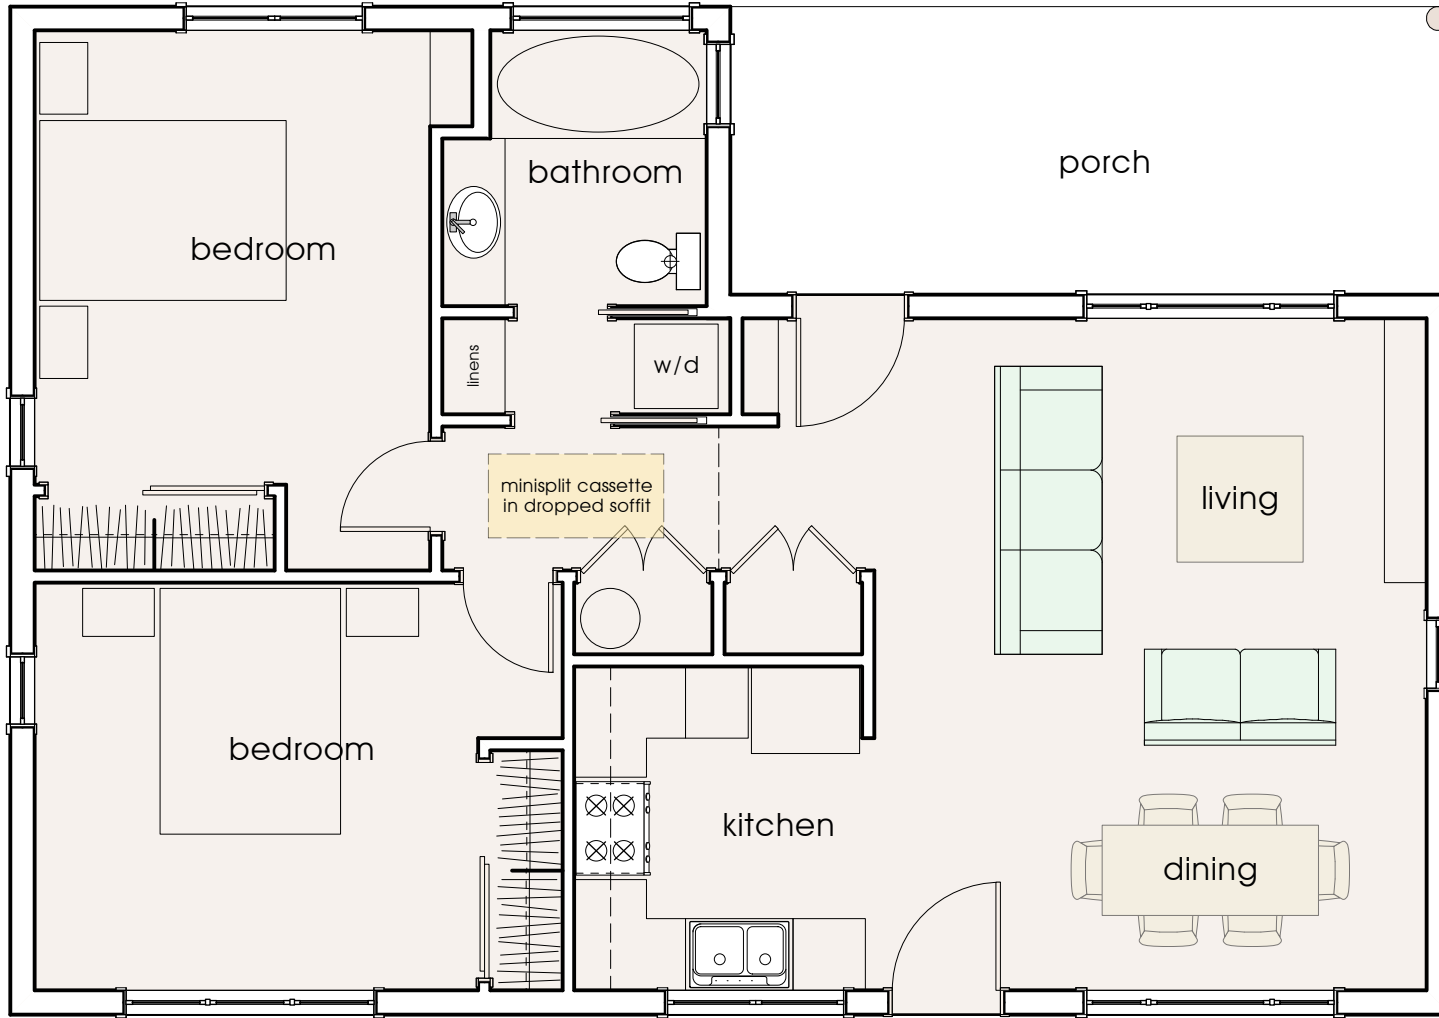 porch
bathroom
bedroom
linens
w/d
minisplit cassette
in dropped soffit
living
bedroom
kitchen
dining